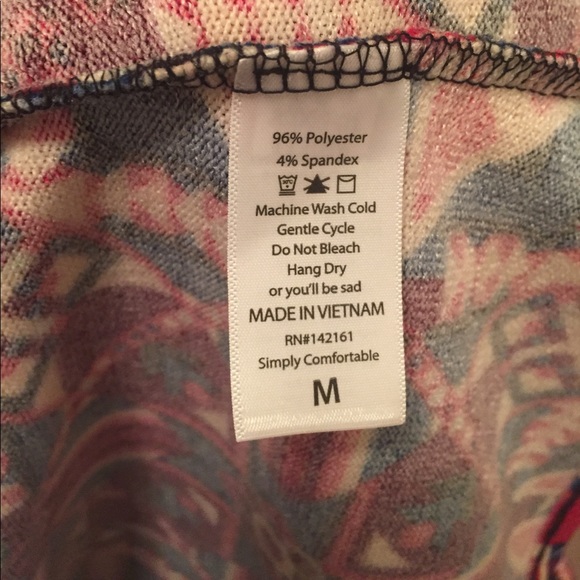 96% Polyester
4% Spandex
Machine Wash Cold
Gentle Cycle
Do Not Bleach
Hang Dry
or you'll be sad
MADE IN VIETNAM
RN#142161
Simply Comfortable
M